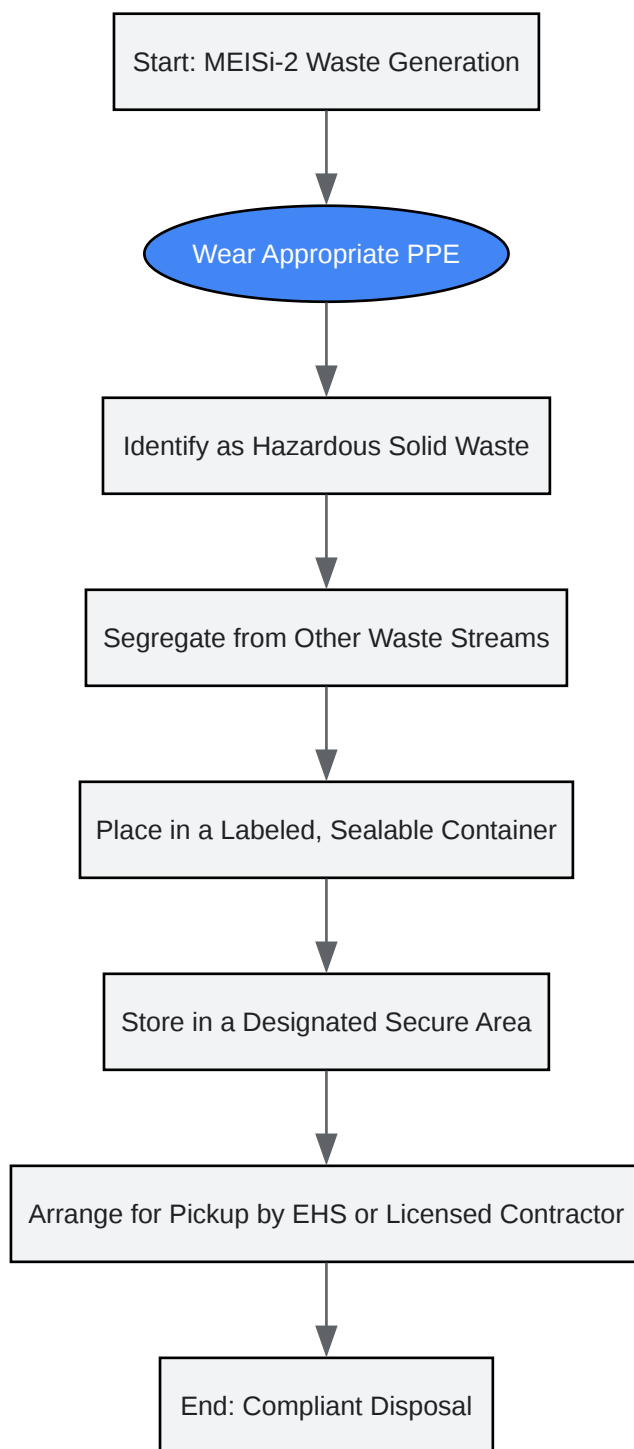 Start: MEISi-2 Waste Generation
Wear Appropriate PPE
Identify as Hazardous Solid Waste
Segregate from Other Waste Streams
Place in a Labeled, Sealable Container
Store in a Designated Secure Area
Arrange for Pickup by EHS or Licensed Contractor
End: Compliant Disposal